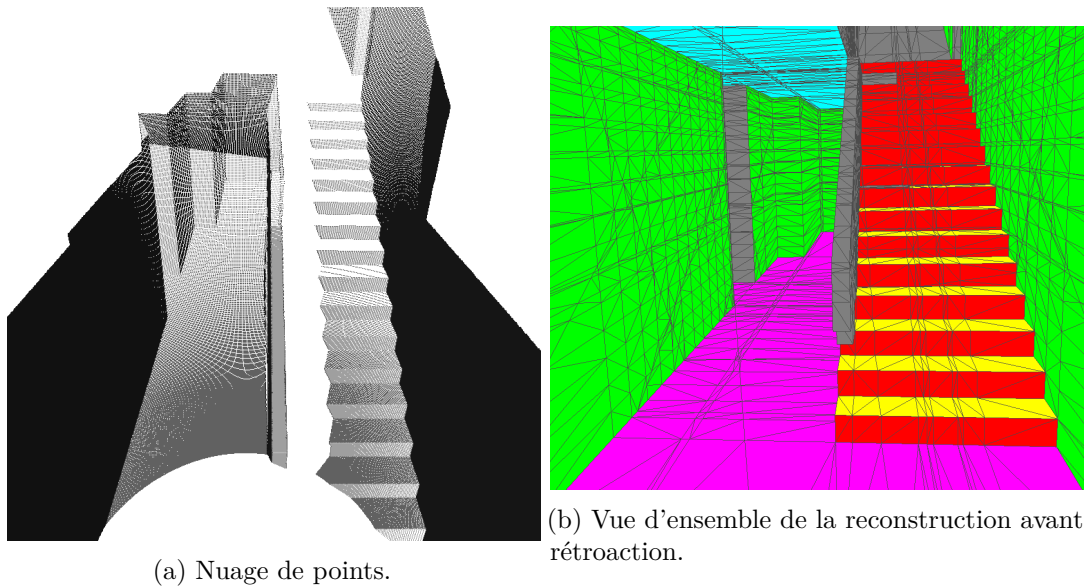 (a) Nuage de points.
(b) Vue d'ensemble de la reconstruction avant
rétroaction.